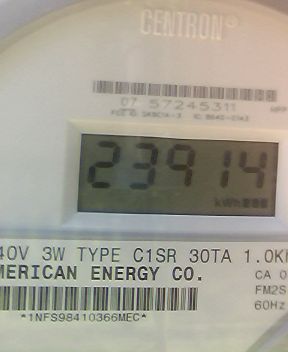 CENTRON®
07 57245311
23914
kWh
40V 3W TYPE C1SR 30TA 1.0K
MERICAN ENERGY CO.
CA 0
FM2S
60Hz
*1NFS98410366MEC*